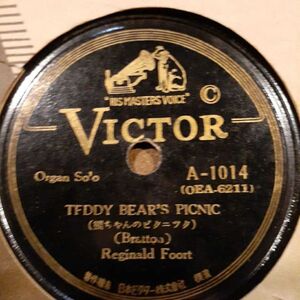 "HIS MASTER'S VOICE"
©
VICTOR
Organ Solo
A-1014
(OEA-6211)
TEDDY BEAR'S PICNIC
(熊ちゃんのピクニック)
(Bratton)
Reginald Foort